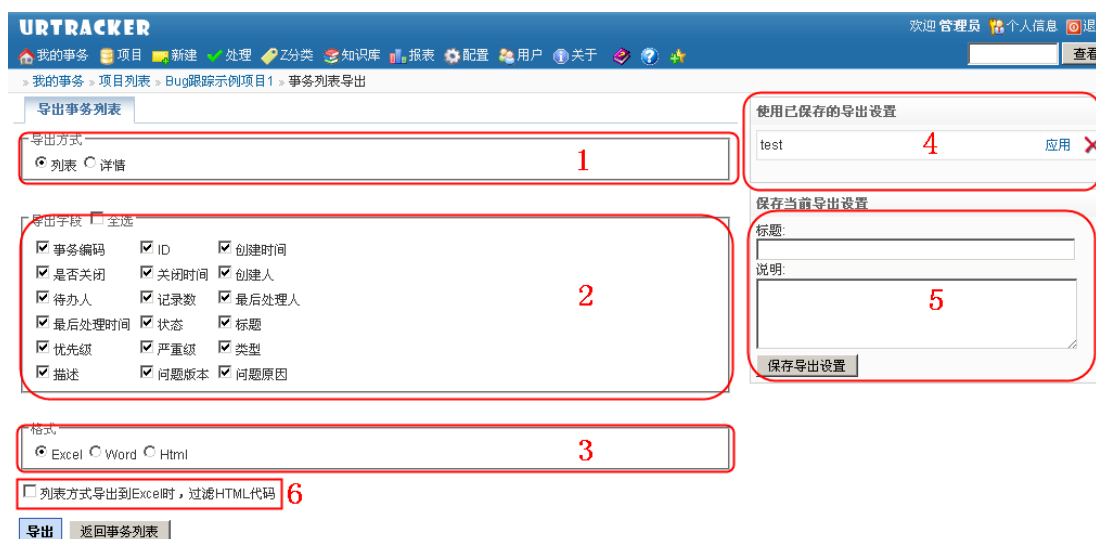 URTRACKER
欢迎 管理员 个人信息 退
我的事务 项目 新建 处理 Z分类 知识库 报表 配置 用户 关于 查看
» 我的事务 » 项目列表 » Bug跟踪示例项目1 » 事务列表导出
导出事务列表
导出方式
列表 详情
1
导出字段 全选
事务编码 ID 创建时间
是否关闭 关闭时间 创建人
待办人 记录数 最后处理人
最后处理时间 状态 标题
优先级 严重级 类型
描述 问题版本 问题原因
2
格式
Excel Word Html
3
列表方式导出到Excel时，过滤HTML代码 6
导出 返回事务列表
使用已保存的导出设置
test 4 应用
保存当前导出设置
标题:
说明:
5
保存导出设置